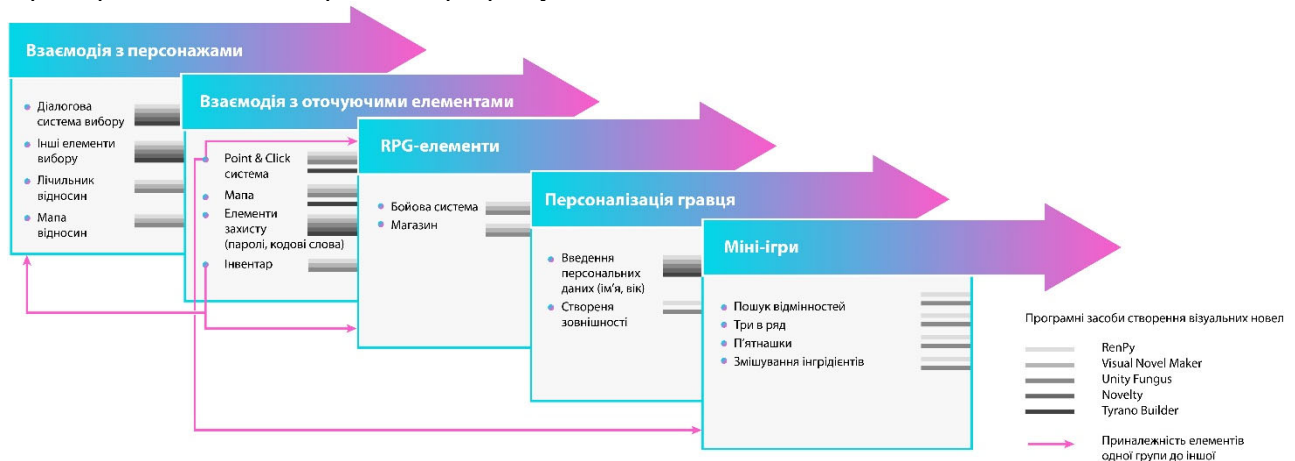 Взаємодія з персонажами
Діалогова
система вибору
Інші елементи
вибору
Лічильник
відносин
Мапа
відносин
Взаємодія з оточуючими елементами
Point & Click
система
Мапа
Елементи
захисту
(паролі, кодові слова)
Інвентар
RPG-елементи
Бойова система
Магазин
Персоналізація гравця
Введення
персональних
даних (ім’я, вік)
Створеня
зовнішності
Міні-ігри
Пошук відмінностей
Три в ряд
П’ятнашки
Змішування інгрідієнтів
Програмні засоби створення візуальних новел
RenPy
Visual Novel Maker
Unity Fungus
Novelty
Tyrano Builder
Приналежність елементів
одної групи до іншої